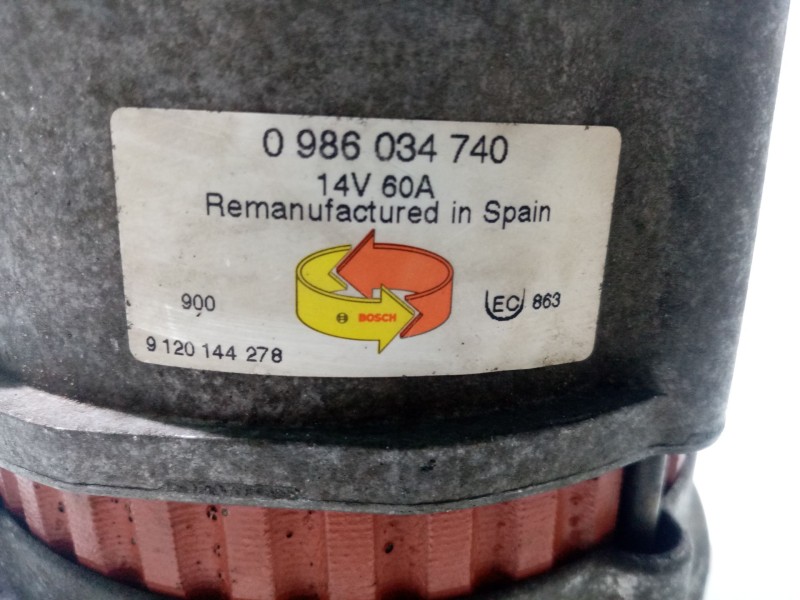 0 986 034 740
14V 60A
Remanufactured in Spain
900
BOSCH
EC 863
9 120 144 278